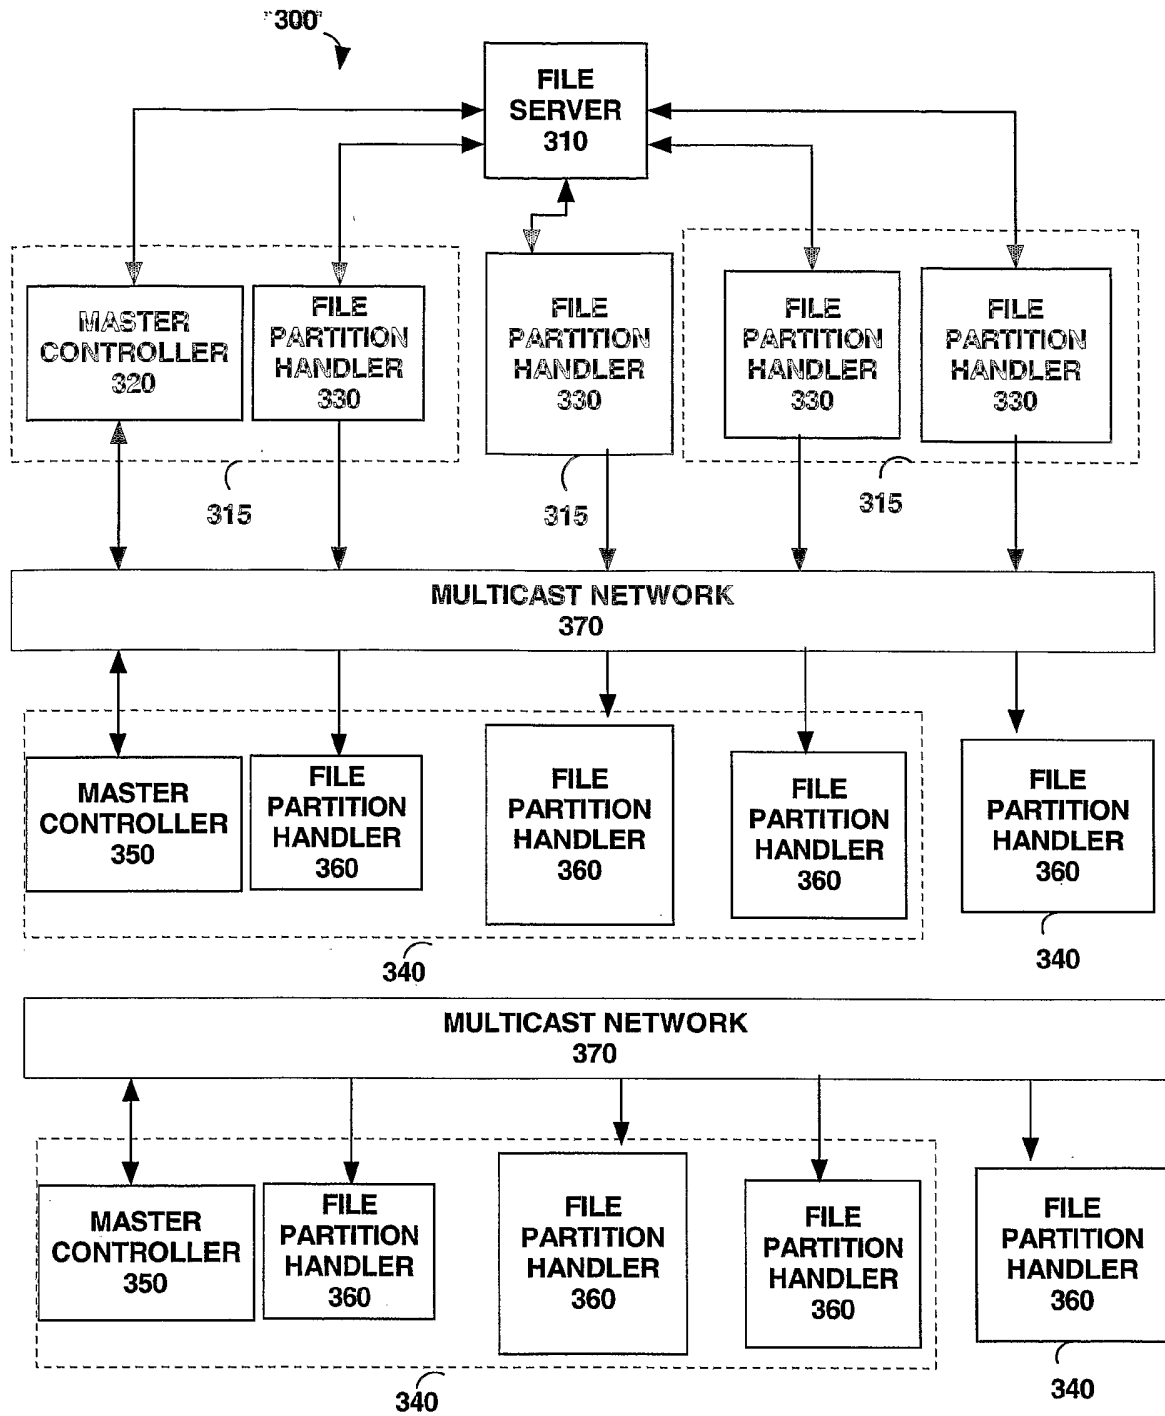 "300"
FILE
SERVER
310
MASTER
CONTROLLER
320
FILE
PARTITION
HANDLER
330
FILE
PARTITION
HANDLER
330
FILE
PARTITION
HANDLER
330
FILE
PARTITION
HANDLER
330
315
315
315
MULTICAST NETWORK
370
MASTER
CONTROLLER
350
FILE
PARTITION
HANDLER
360
FILE
PARTITION
HANDLER
360
FILE
PARTITION
HANDLER
360
FILE
PARTITION
HANDLER
360
340
340
MULTICAST NETWORK
370
MASTER
CONTROLLER
350
FILE
PARTITION
HANDLER
360
FILE
PARTITION
HANDLER
360
FILE
PARTITION
HANDLER
360
FILE
PARTITION
HANDLER
360
340
340